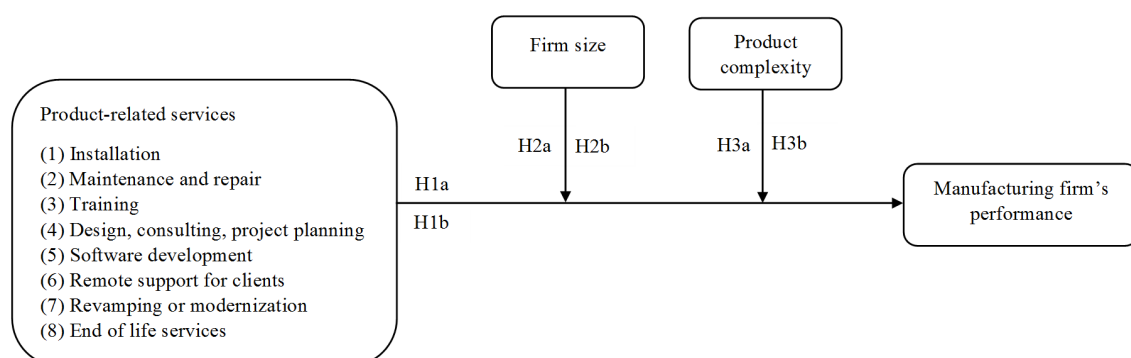 Firm size
Product
complexity
Product-related services
(1) Installation
(2) Maintenance and repair
(3) Training
(4) Design, consulting, project planning
(5) Software development
(6) Remote support for clients
(7) Revamping or modernization
(8) End of life services
H1a
H1b
H2a
H2b
H3a
H3b
Manufacturing firm’s
performance